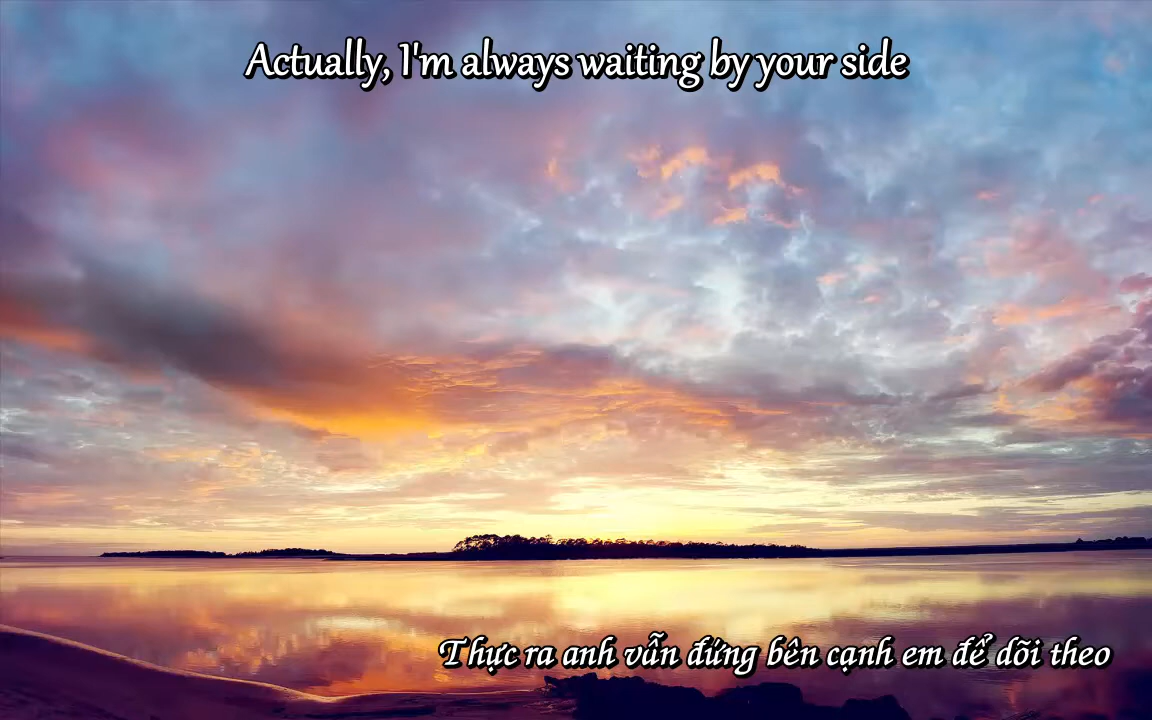 Actually, I'm always waiting by your side
Thực ra anh vẫn đứng bên cạnh em để dõi theo